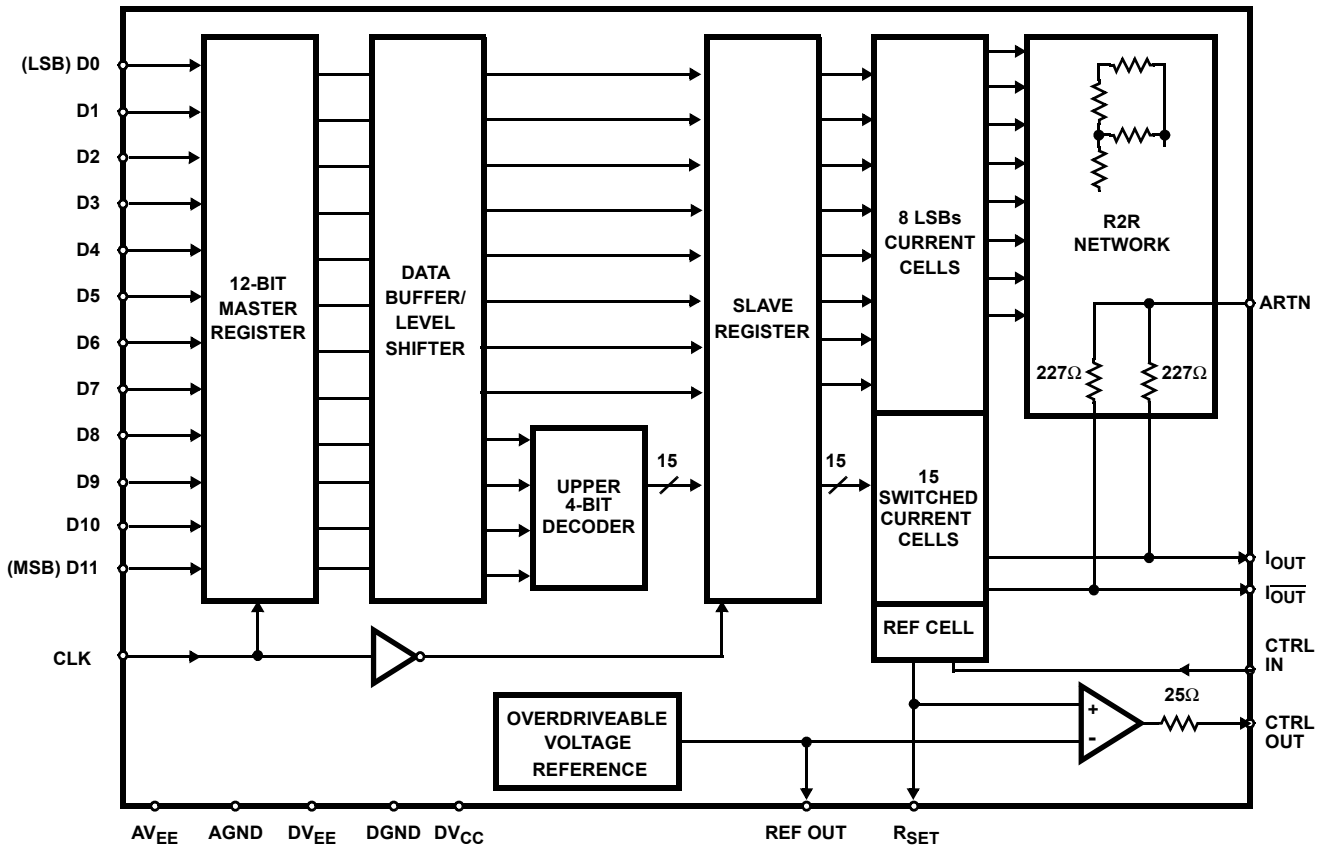 (LSB) D0
D1
D2
D3
D4
D5
D6
D7
D8
D9
D10
(MSB) D11
CLK
12-BIT
MASTER
REGISTER
DATA
BUFFER/
LEVEL
SHIFTER
UPPER
4-BIT
DECODER
15
SLAVE
REGISTER
15
8 LSBs
CURRENT
CELLS
15
SWITCHED
CURRENT
CELLS
REF CELL
R2R
NETWORK
227Ω
227Ω
ARTN
IOUT
I̅O̅U̅T̅
CTRL
IN
25Ω
CTRL
OUT
+
-
OVERDRIVEABLE
VOLTAGE
REFERENCE
AVEE
AGND
DVEE
DGND
DVCC
REF OUT
RSET